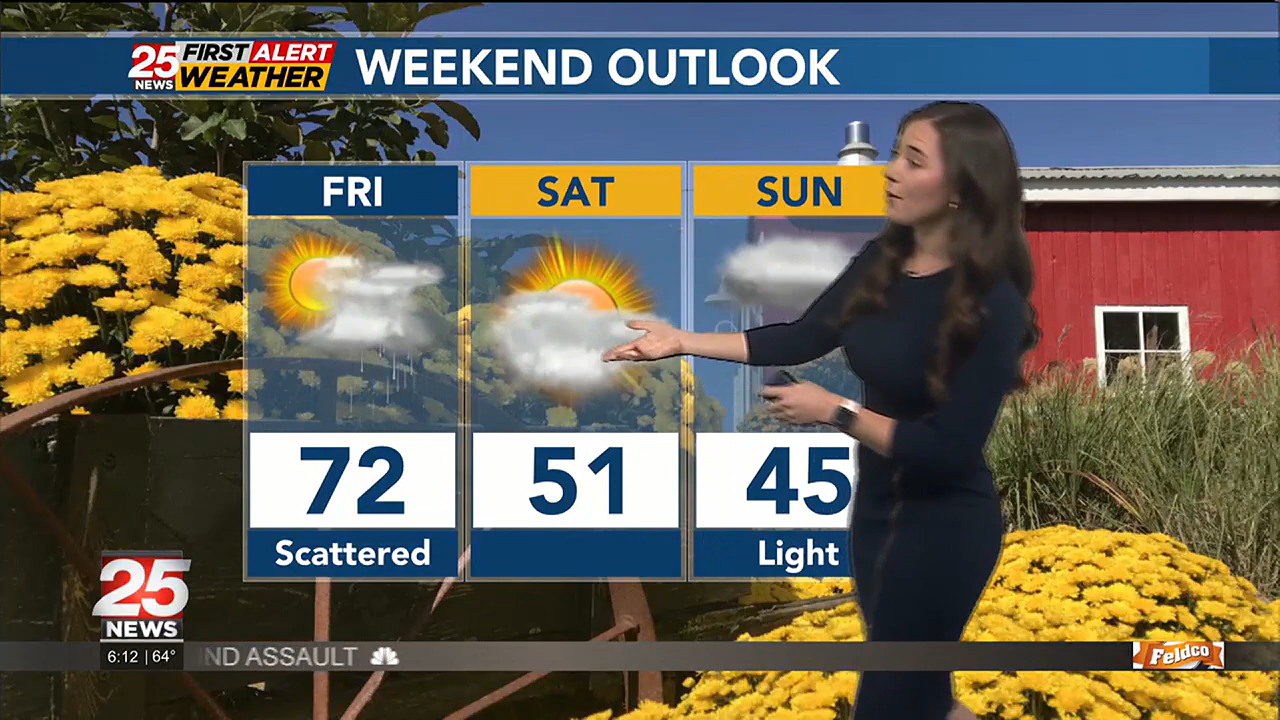 25 NEWS FIRST ALERT WEATHER
WEEKEND OUTLOOK
FRI
SAT
SUN
72
51
45
Scattered
Light
25
NEWS
6:12 | 64°
ND ASSAULT
Feldco